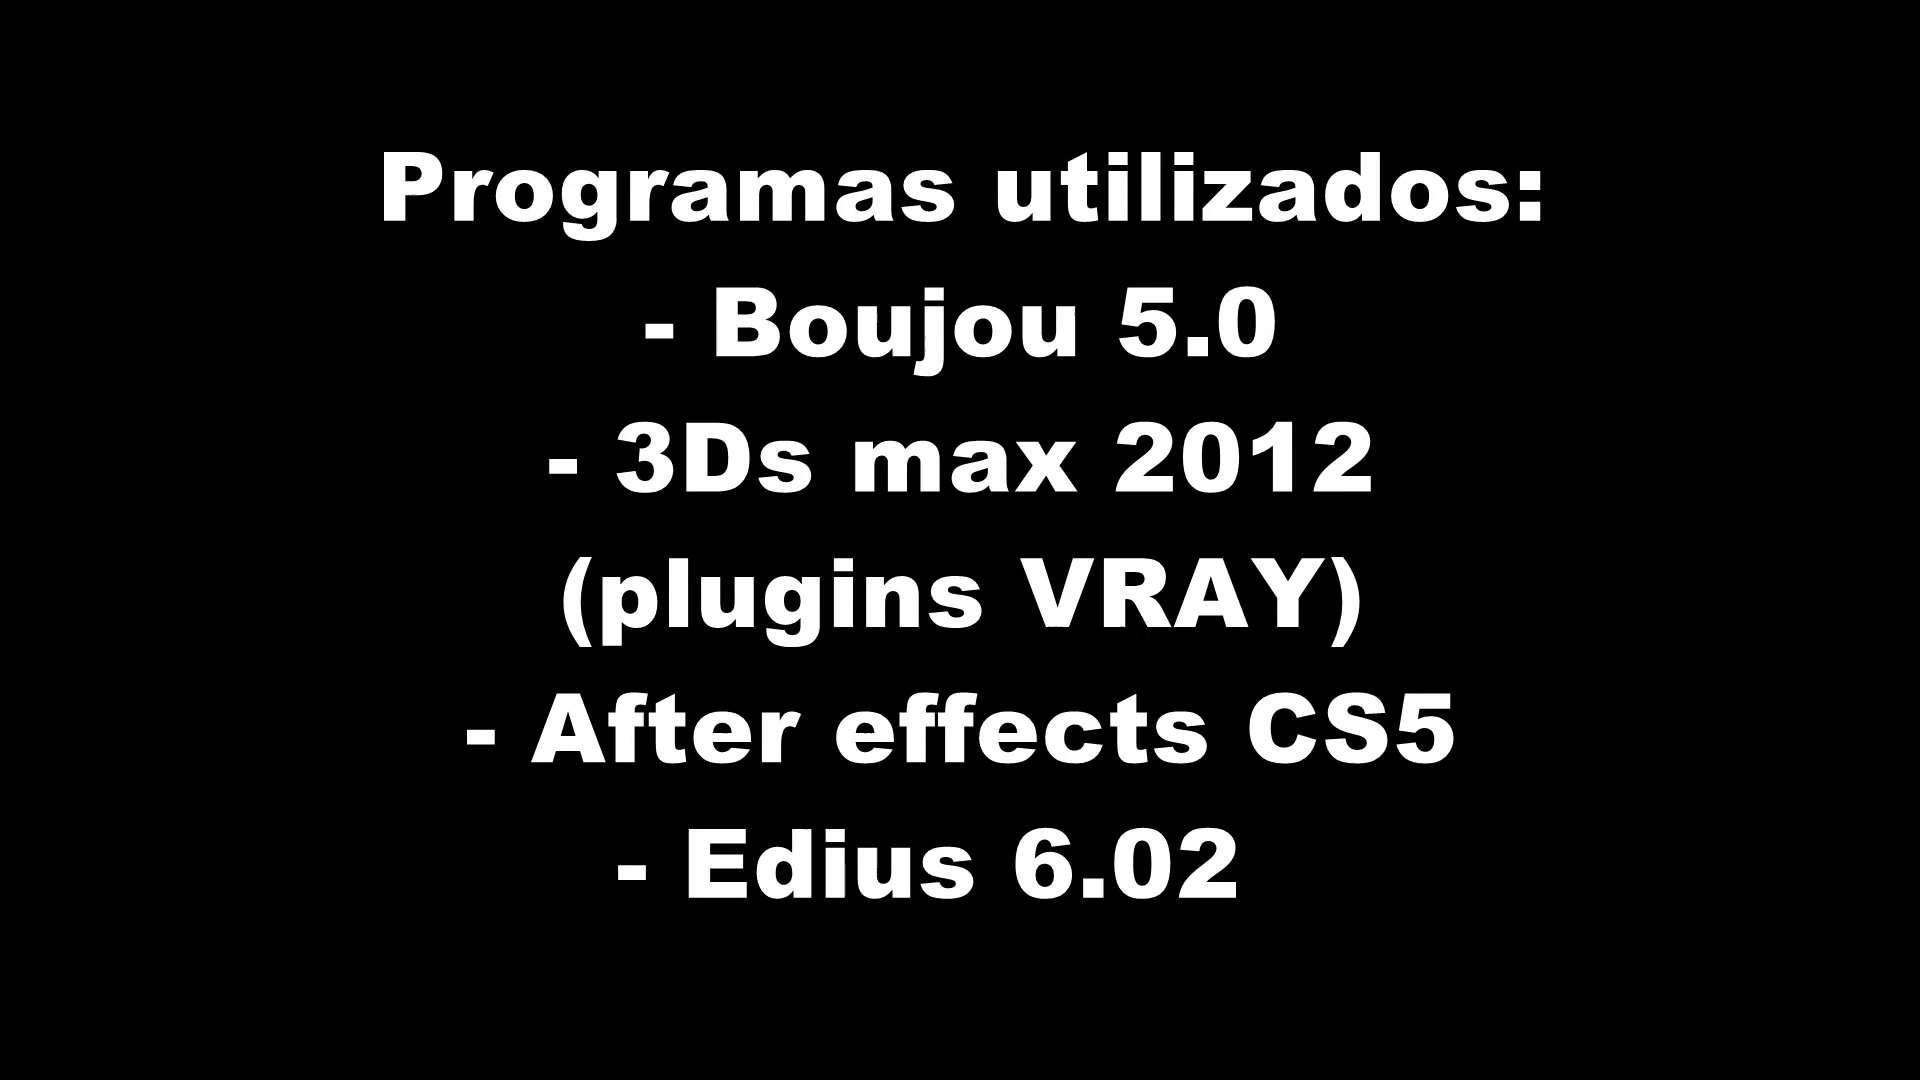 Programas utilizados:
- Boujou 5.0
- 3Ds max 2012
(plugins VRAY)
- After effects CS5
- Edius 6.02